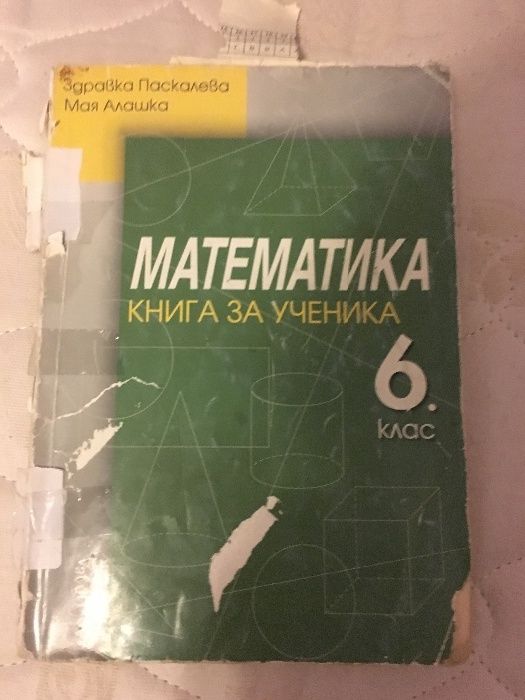 Здравка Паскалева
Мая Алашка
МАТЕМАТИКА
КНИГА ЗА УЧЕНИКА
6.
клас